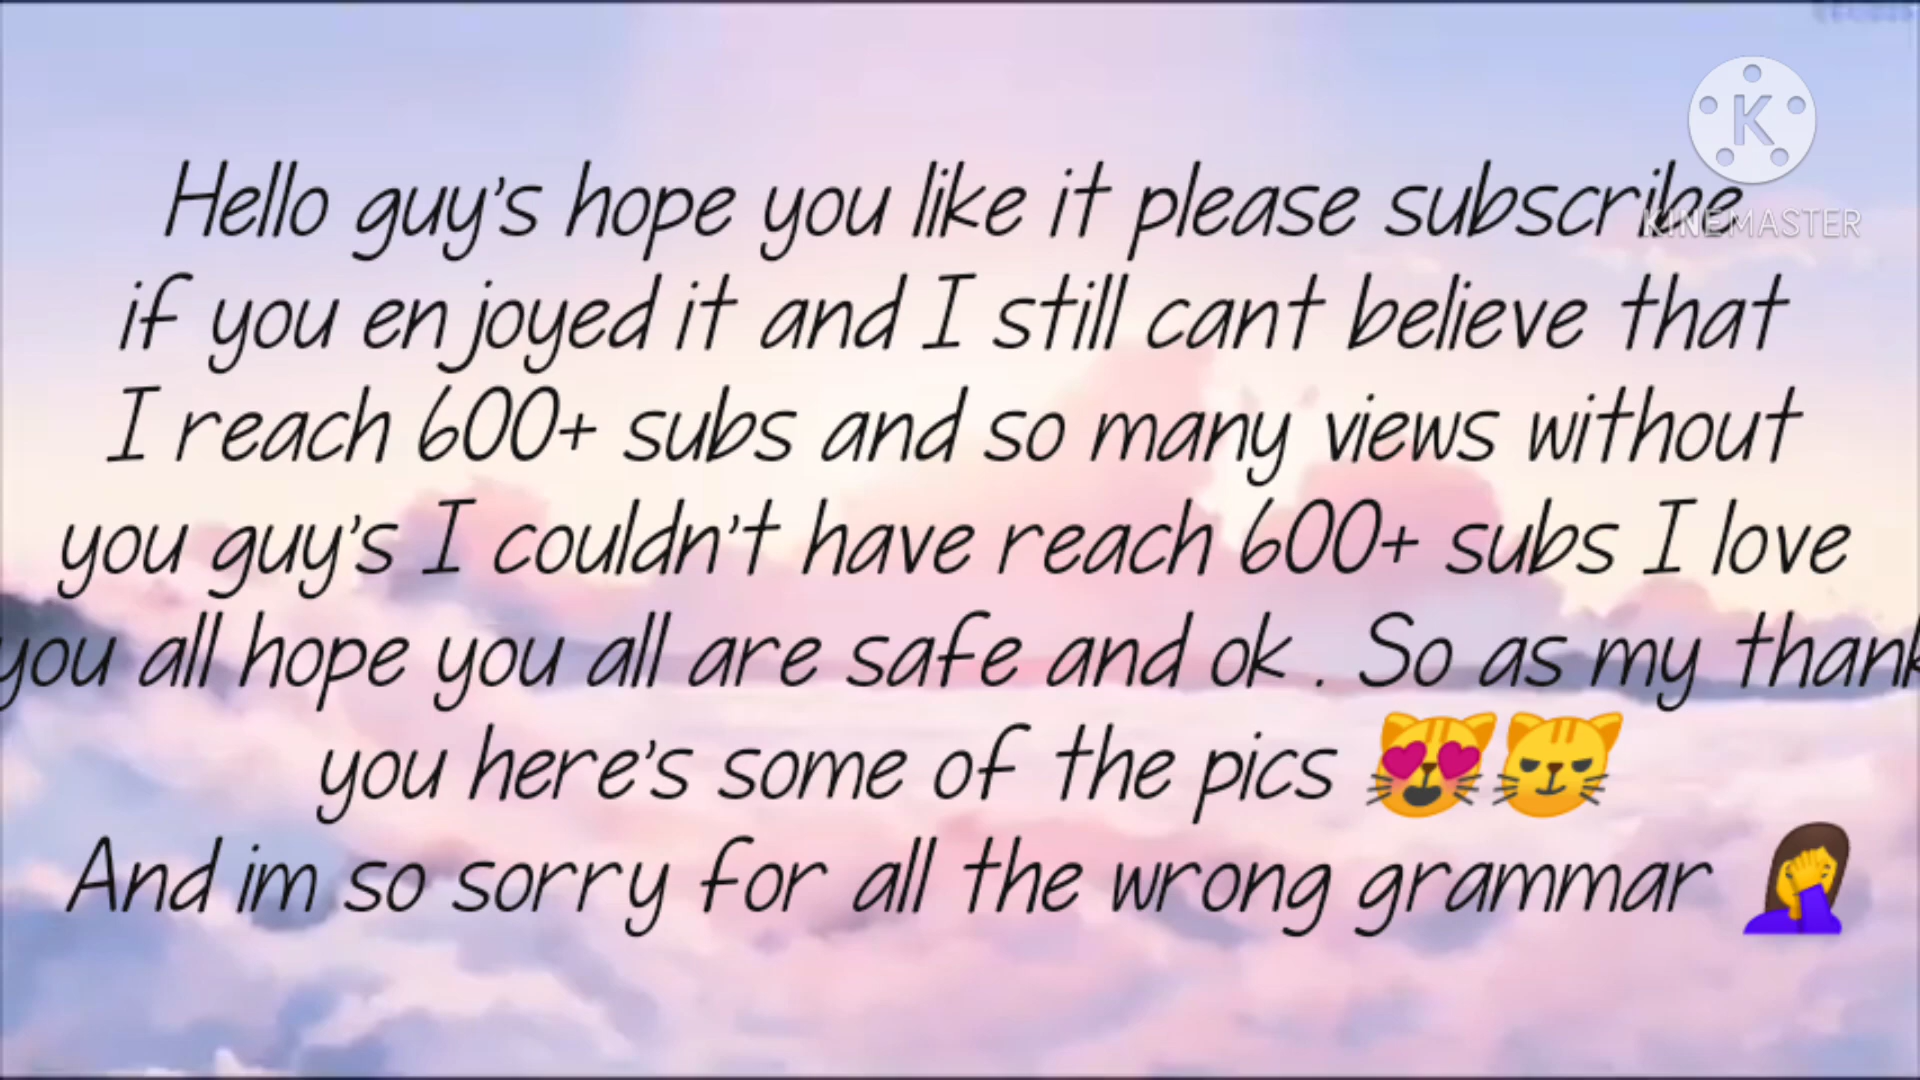 K
KINEMASTER
Hello guy's hope you like it please subscribe
if you enjoyed it and I still cant believe that
I reach 600+ subs and so many views without
you guy's I couldn't have reach 600+ subs I love
you all hope you all are safe and ok . So as my thank
you here's some of the pics 😻😼
And im so sorry for all the wrong grammar 🤦‍♀️